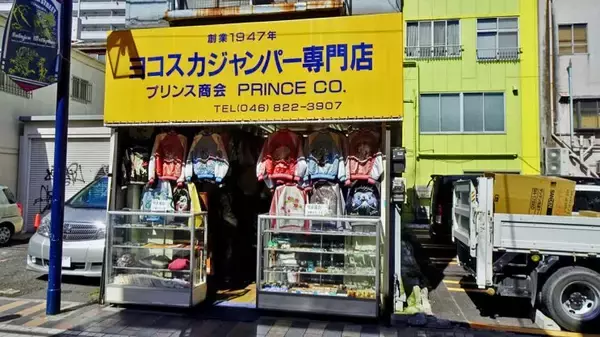 創業1947年
ヨコスカジャンパー専門店
プリンス商会 PRINCE CO.
TEL(046) 822-3907